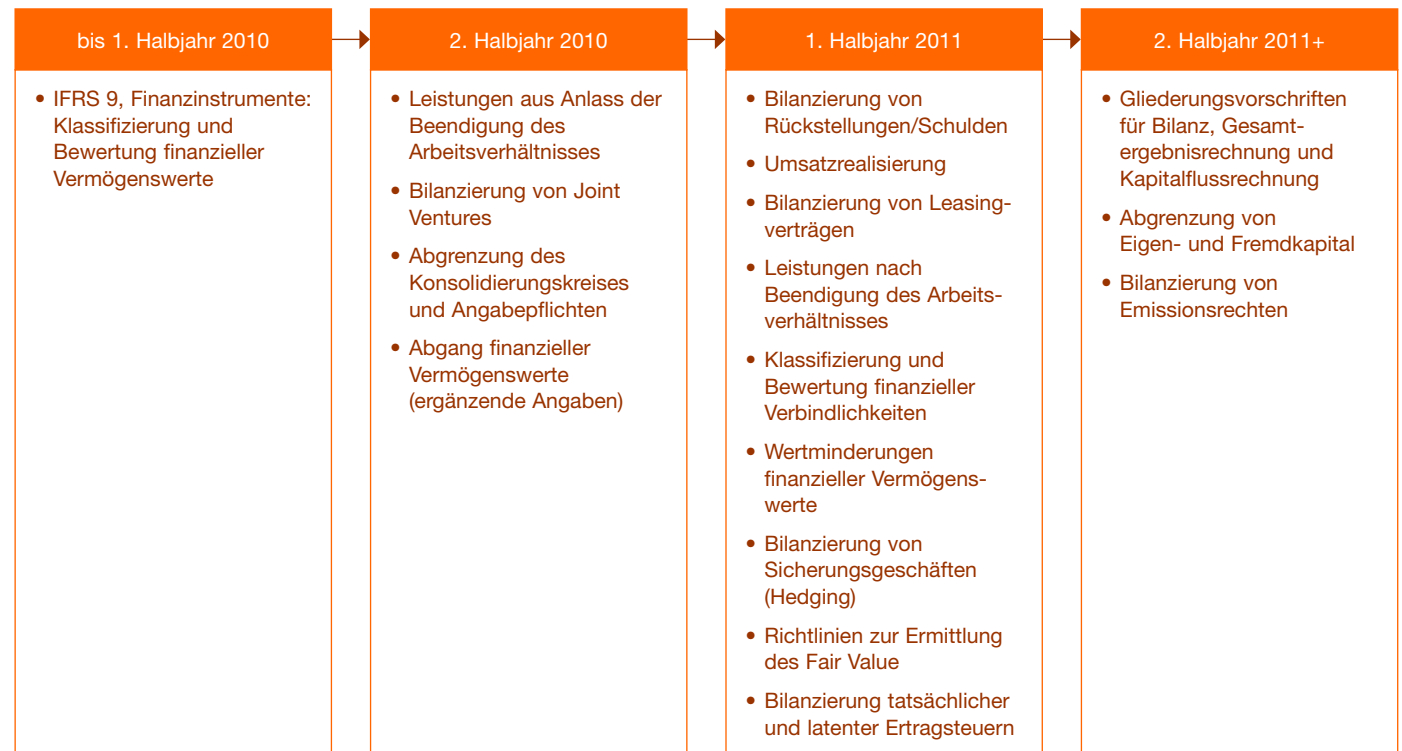 bis 1. Halbjahr 2010
• IFRS 9, Finanzinstrumente:
Klassifizierung und
Bewertung finanzieller
Vermögenswerte
2. Halbjahr 2010
• Leistungen aus Anlass der
Beendigung des
Arbeitsverhältnisses
• Bilanzierung von Joint
Ventures
• Abgrenzung des
Konsolidierungskreises
und Angabepflichten
• Abgang finanzieller
Vermögenswerte
(ergänzende Angaben)
1. Halbjahr 2011
• Bilanzierung von
Rückstellungen/Schulden
• Umsatzrealisierung
• Bilanzierung von Leasing-
verträgen
• Leistungen nach
Beendigung des Arbeits-
verhältnisses
• Klassifizierung und
Bewertung finanzieller
Verbindlichkeiten
• Wertminderungen
finanzieller Vermögens-
werte
• Bilanzierung von
Sicherungsgeschäften
(Hedging)
• Richtlinien zur Ermittlung
des Fair Value
• Bilanzierung tatsächlicher
und latenter Ertragsteuern
2. Halbjahr 2011+
• Gliederungsvorschriften
für Bilanz, Gesamt-
ergebnisrechnung und
Kapitalflussrechnung
• Abgrenzung von
Eigen- und Fremdkapital
• Bilanzierung von
Emissionsrechten